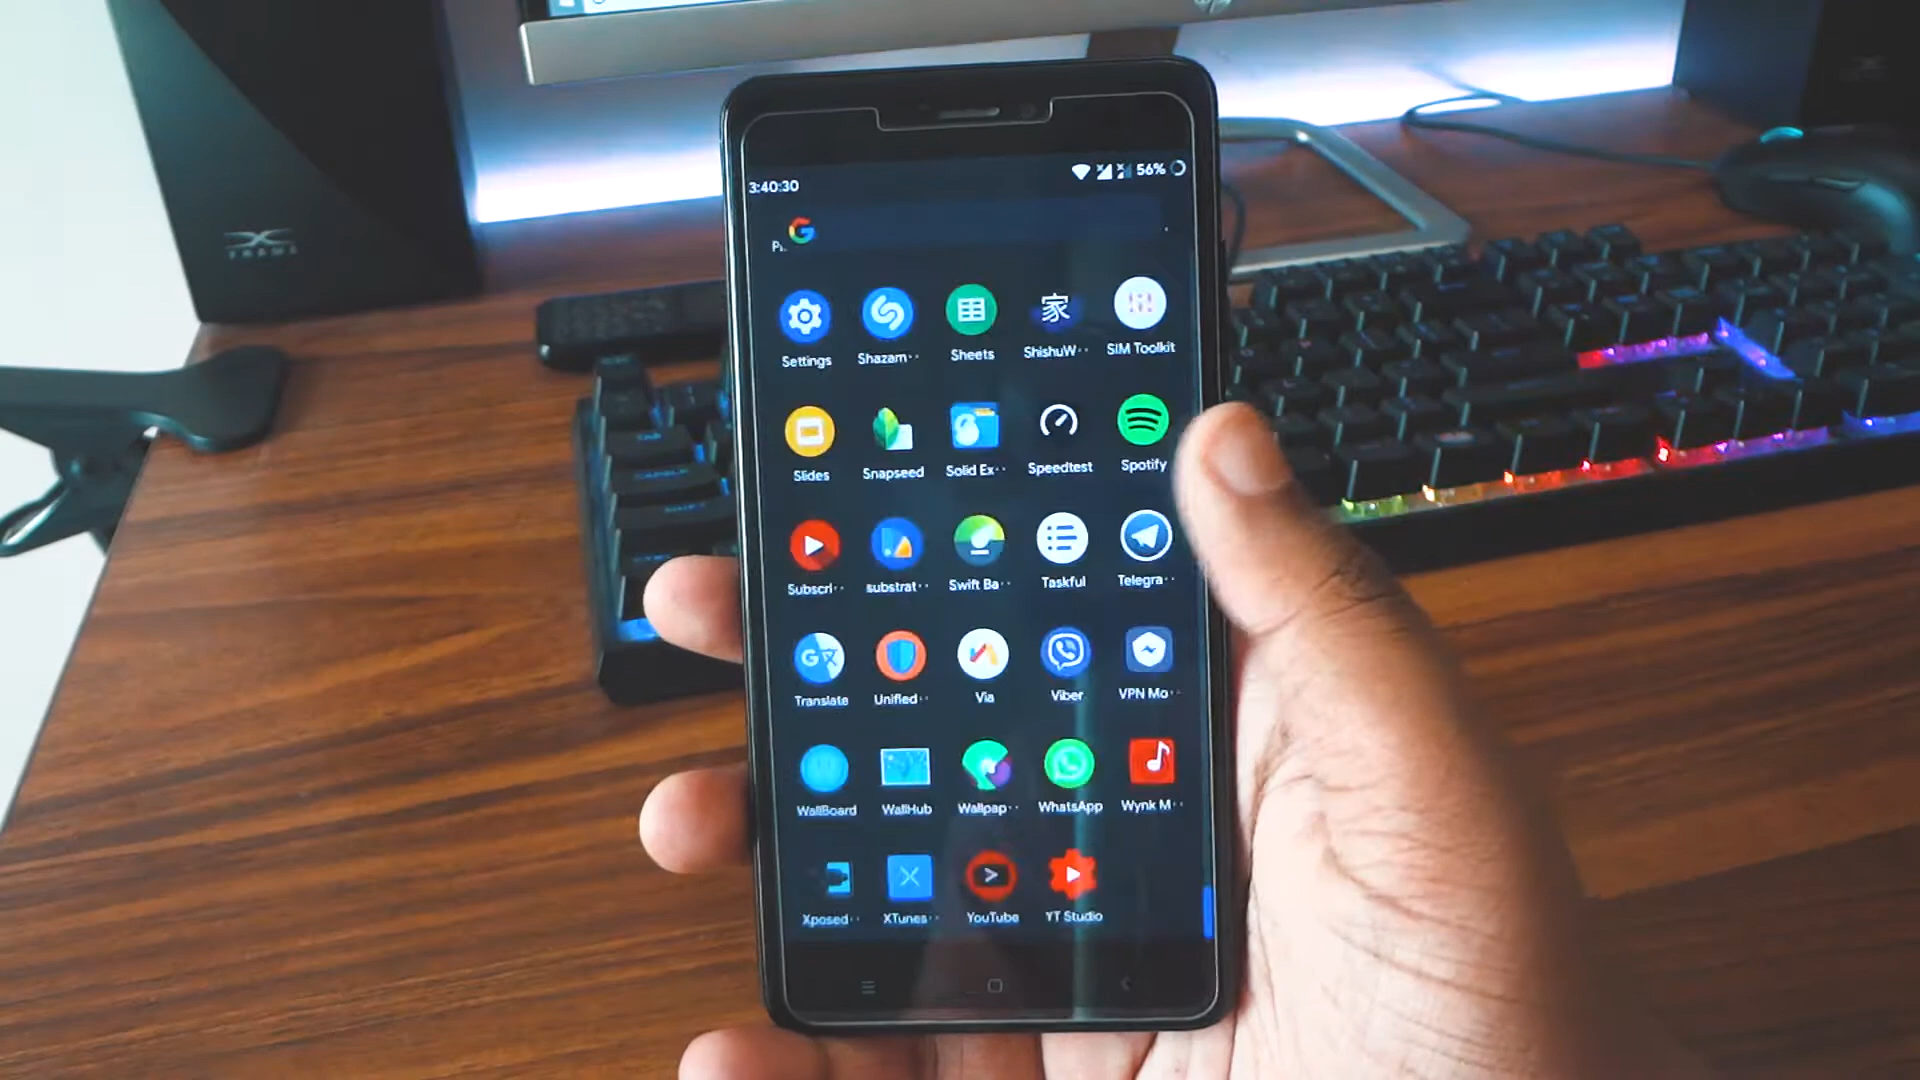 3:40:30
56%
Settings
Shazam··
Sheets
家
ShishuW··
SIM Toolkit
Slides
Snapseed
Solid Ex··
Speedtest
Spotify
Subscri··
substrat··
Swift Ba··
Taskful
Telegra··
Translate
Unified··
Via
Viber
VPN Mo··
WallBoard
WallHub
Wallpap··
WhatsApp
Wynk M··
Xposed··
XTunes··
YouTube
YT Studio